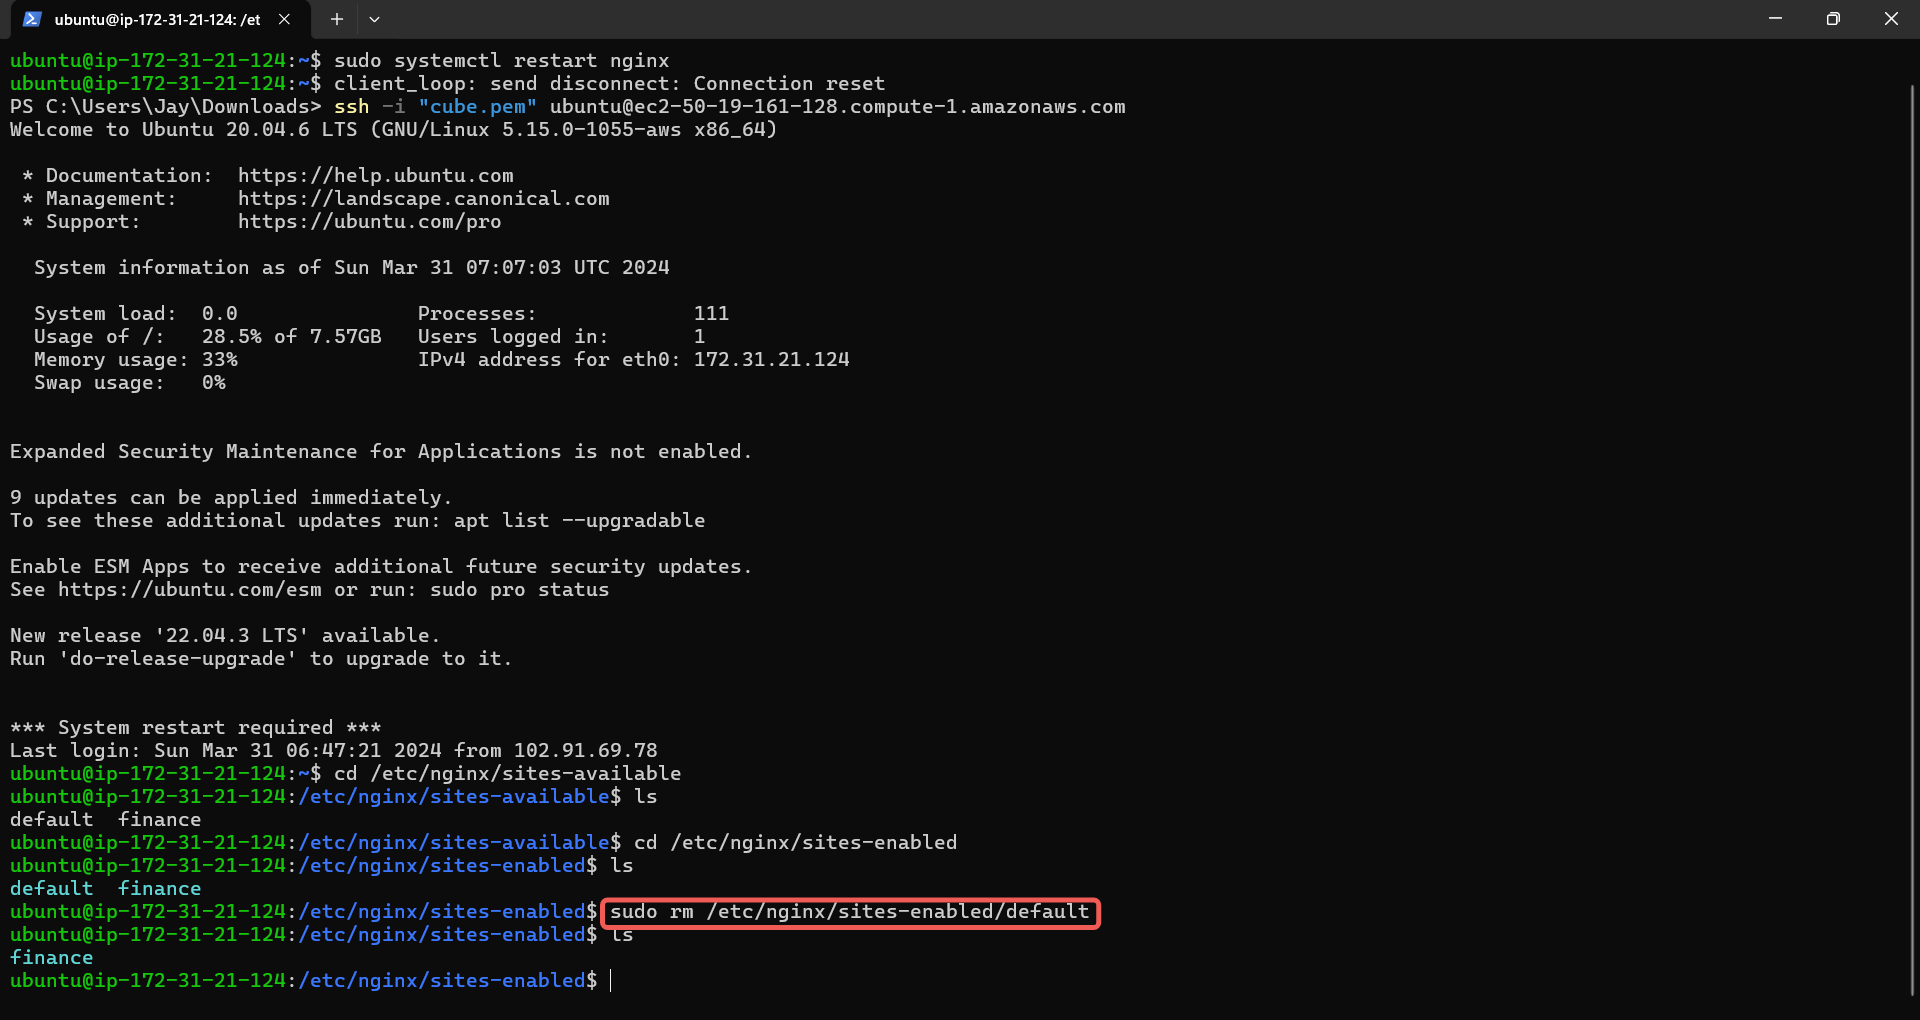 ubuntu@ip-172-31-21-124: /et
ubuntu@ip-172-31-21-124:~$ sudo systemctl restart nginx
ubuntu@ip-172-31-21-124:~$ client_loop: send disconnect: Connection reset
PS C:\Users\Jay\Downloads> ssh -i "cube.pem" ubuntu@ec2-50-19-161-128.compute-1.amazonaws.com
Welcome to Ubuntu 20.04.6 LTS (GNU/Linux 5.15.0-1055-aws x86_64)

 * Documentation:  https://help.ubuntu.com
 * Management:     https://landscape.canonical.com
 * Support:        https://ubuntu.com/pro

  System information as of Sun Mar 31 07:07:03 UTC 2024

  System load:  0.0               Processes:             111
  Usage of /:   28.5% of 7.57GB   Users logged in:       1
  Memory usage: 33%               IPv4 address for eth0: 172.31.21.124
  Swap usage:   0%

Expanded Security Maintenance for Applications is not enabled.

9 updates can be applied immediately.
To see these additional updates run: apt list --upgradable

Enable ESM Apps to receive additional future security updates.
See https://ubuntu.com/esm or run: sudo pro status

New release '22.04.3 LTS' available.
Run 'do-release-upgrade' to upgrade to it.

*** System restart required ***
Last login: Sun Mar 31 06:47:21 2024 from 102.91.69.78
ubuntu@ip-172-31-21-124:~$ cd /etc/nginx/sites-available
ubuntu@ip-172-31-21-124:/etc/nginx/sites-available$ ls
default  finance
ubuntu@ip-172-31-21-124:/etc/nginx/sites-available$ cd /etc/nginx/sites-enabled
ubuntu@ip-172-31-21-124:/etc/nginx/sites-enabled$ ls
default  finance
ubuntu@ip-172-31-21-124:/etc/nginx/sites-enabled$ sudo rm /etc/nginx/sites-enabled/default
ubuntu@ip-172-31-21-124:/etc/nginx/sites-enabled$ ls
finance
ubuntu@ip-172-31-21-124:/etc/nginx/sites-enabled$